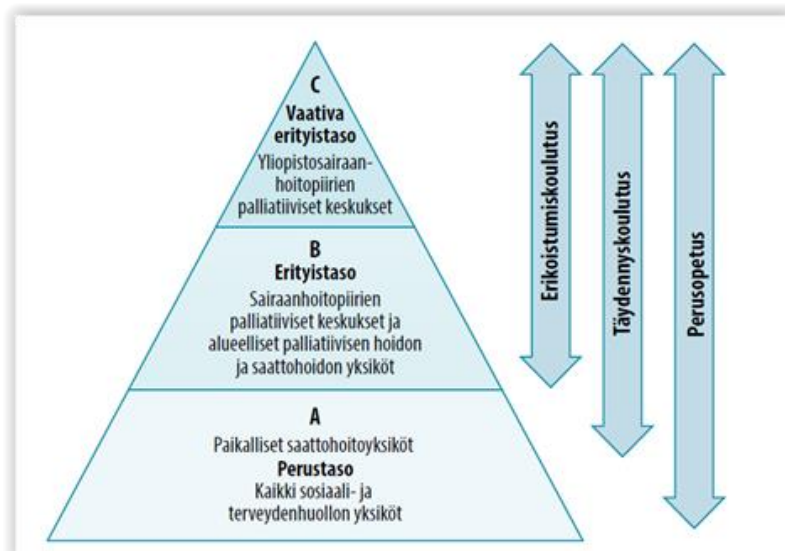 C
Vaativa
erityistaso
Yliopistosairaan-
hoitopiirien
palliatiiviset keskukset
B
Erityistaso
Sairaanhoitopiirien
palliatiiviset keskukset ja
alueelliset palliatiivisen hoidon
ja saattohoidon yksiköt
A
Paikalliset saattohoitoyksiköt
Perustaso
Kaikki sosiaali- ja
terveydenhuollon yksiköt
Erikoistumiskoulutus
Täydennyskoulutus
Perusopetus